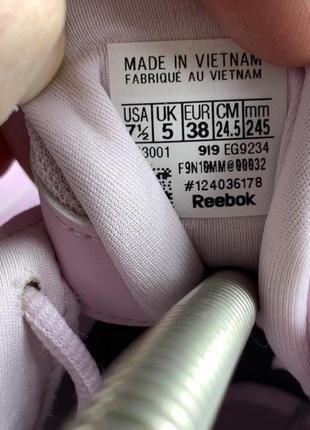 MADE IN VIETNAM
FABRIQUÉ AU VIETNAM
USA UK EUR CM mm
7½ 5 38 24.5 245
3001 919 EG9234
#124036178
Reebok